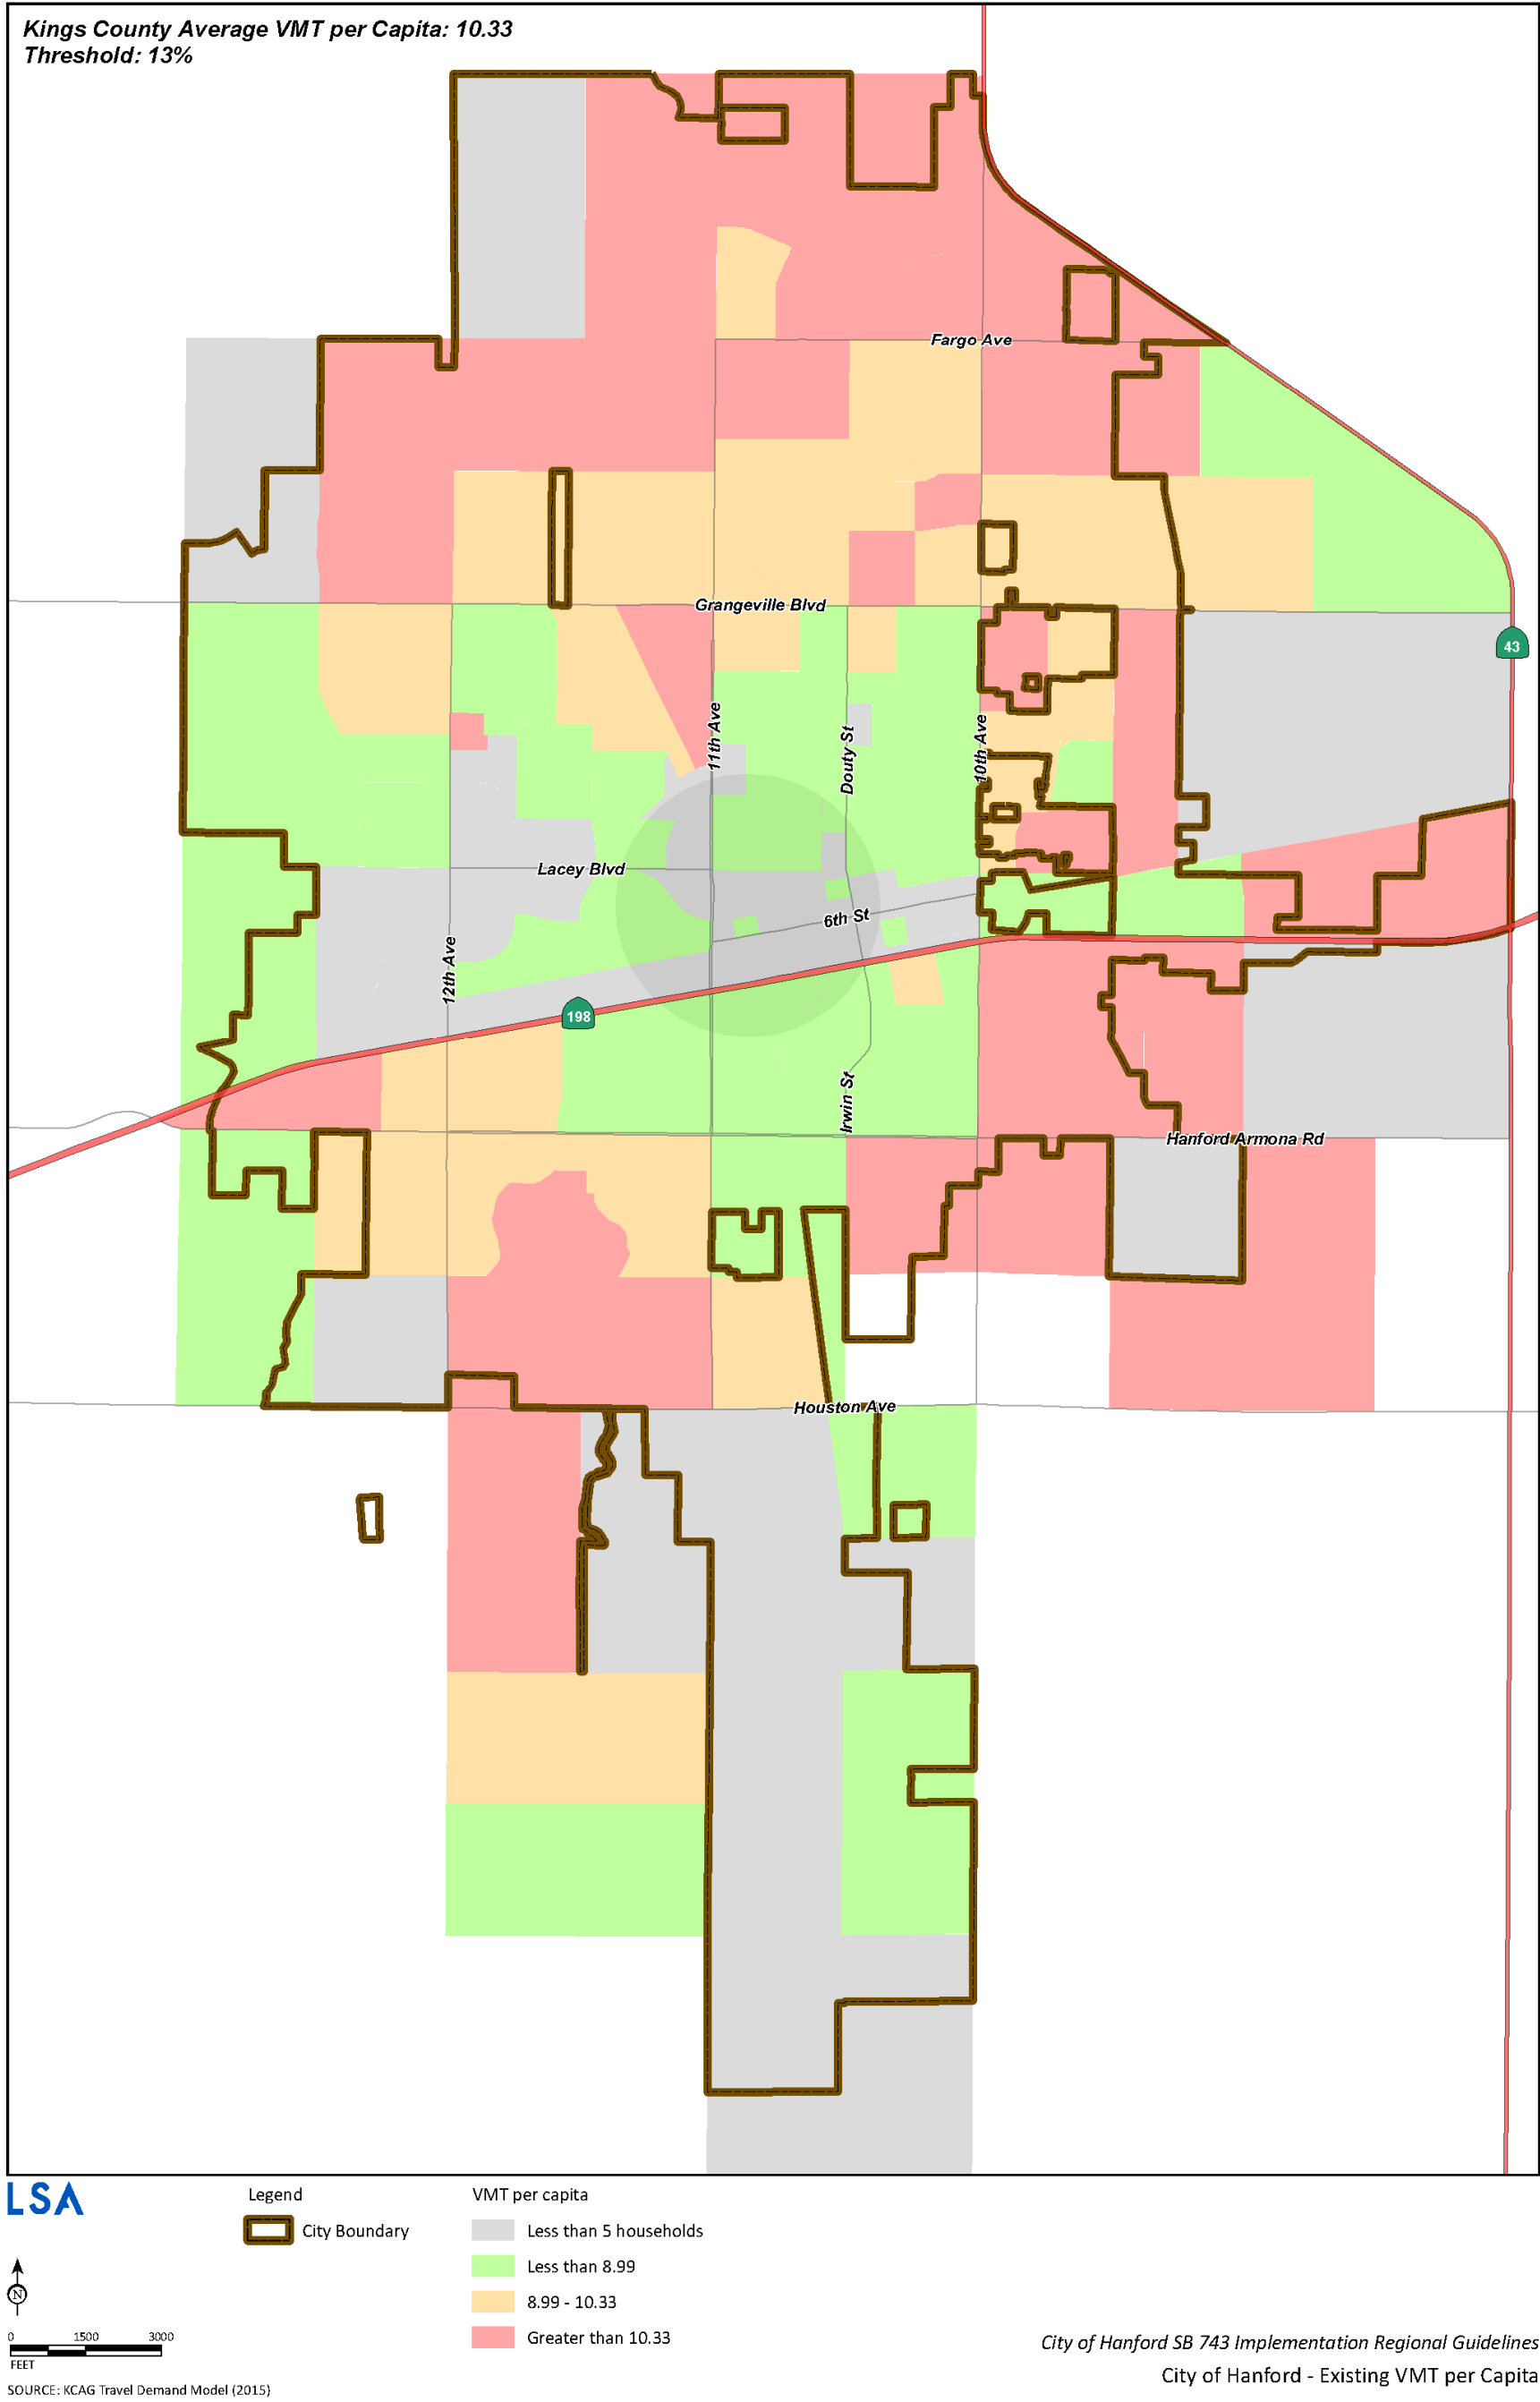 Kings County Average VMT per Capita: 10.33
Threshold: 13%
Fargo Ave
Grangeville Blvd
43
11th Ave
Douty St
10th Ave
Lacey Blvd
6th St
12th Ave
198
Irwin St
Hanford Armona Rd
Houston Ave
LSA
Legend
City Boundary
VMT per capita
Less than 5 households
Less than 8.99
8.99 - 10.33
Greater than 10.33
N
0 1500 3000
FEET
SOURCE: KCAG Travel Demand Model (2015)
City of Hanford SB 743 Implementation Regional Guidelines
City of Hanford - Existing VMT per Capita